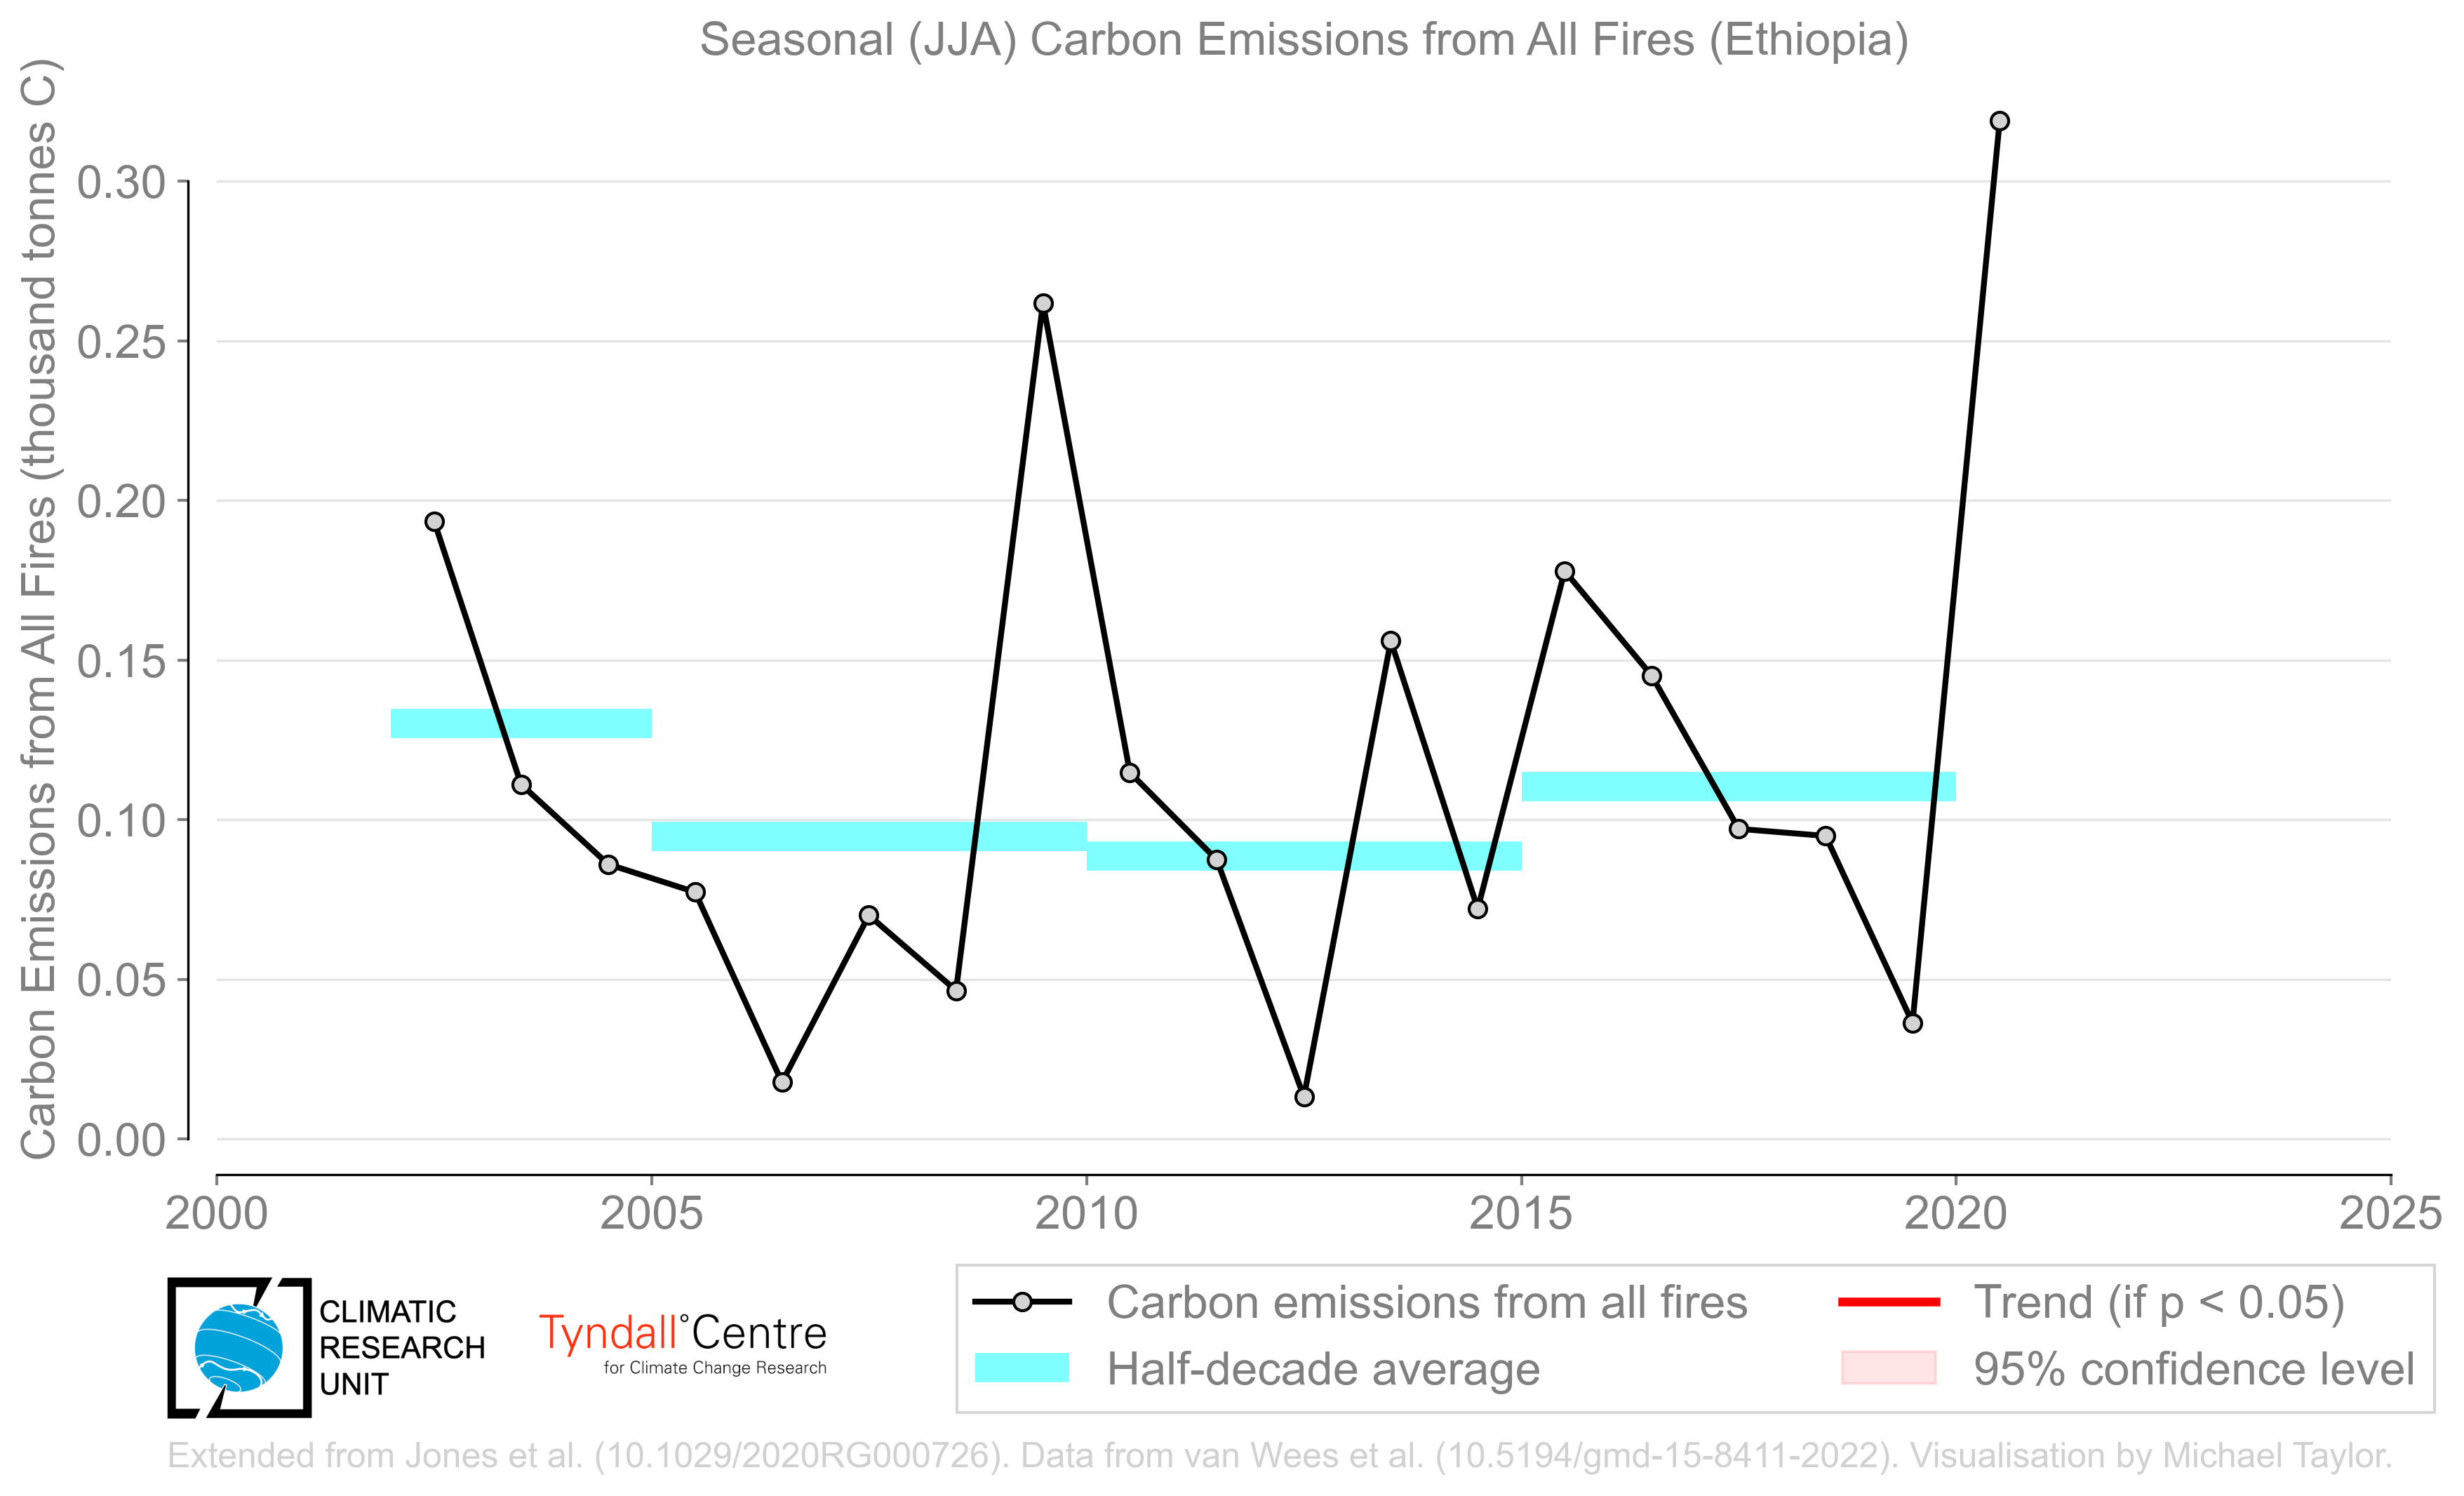 Seasonal (JJA) Carbon Emissions from All Fires (Ethiopia)
Carbon Emissions from All Fires (thousand tonnes C)
0.30
0.25
0.20
0.15
0.10
0.05
0.00
2000
2005
2010
2015
2020
2025
CLIMATIC
RESEARCH
UNIT
Tyndall°Centre
for Climate Change Research
Carbon emissions from all fires
Half-decade average
Trend (if p < 0.05)
95% confidence level
Extended from Jones et al. (10.1029/2020RG000726). Data from van Wees et al. (10.5194/gmd-15-8411-2022). Visualisation by Michael Taylor.